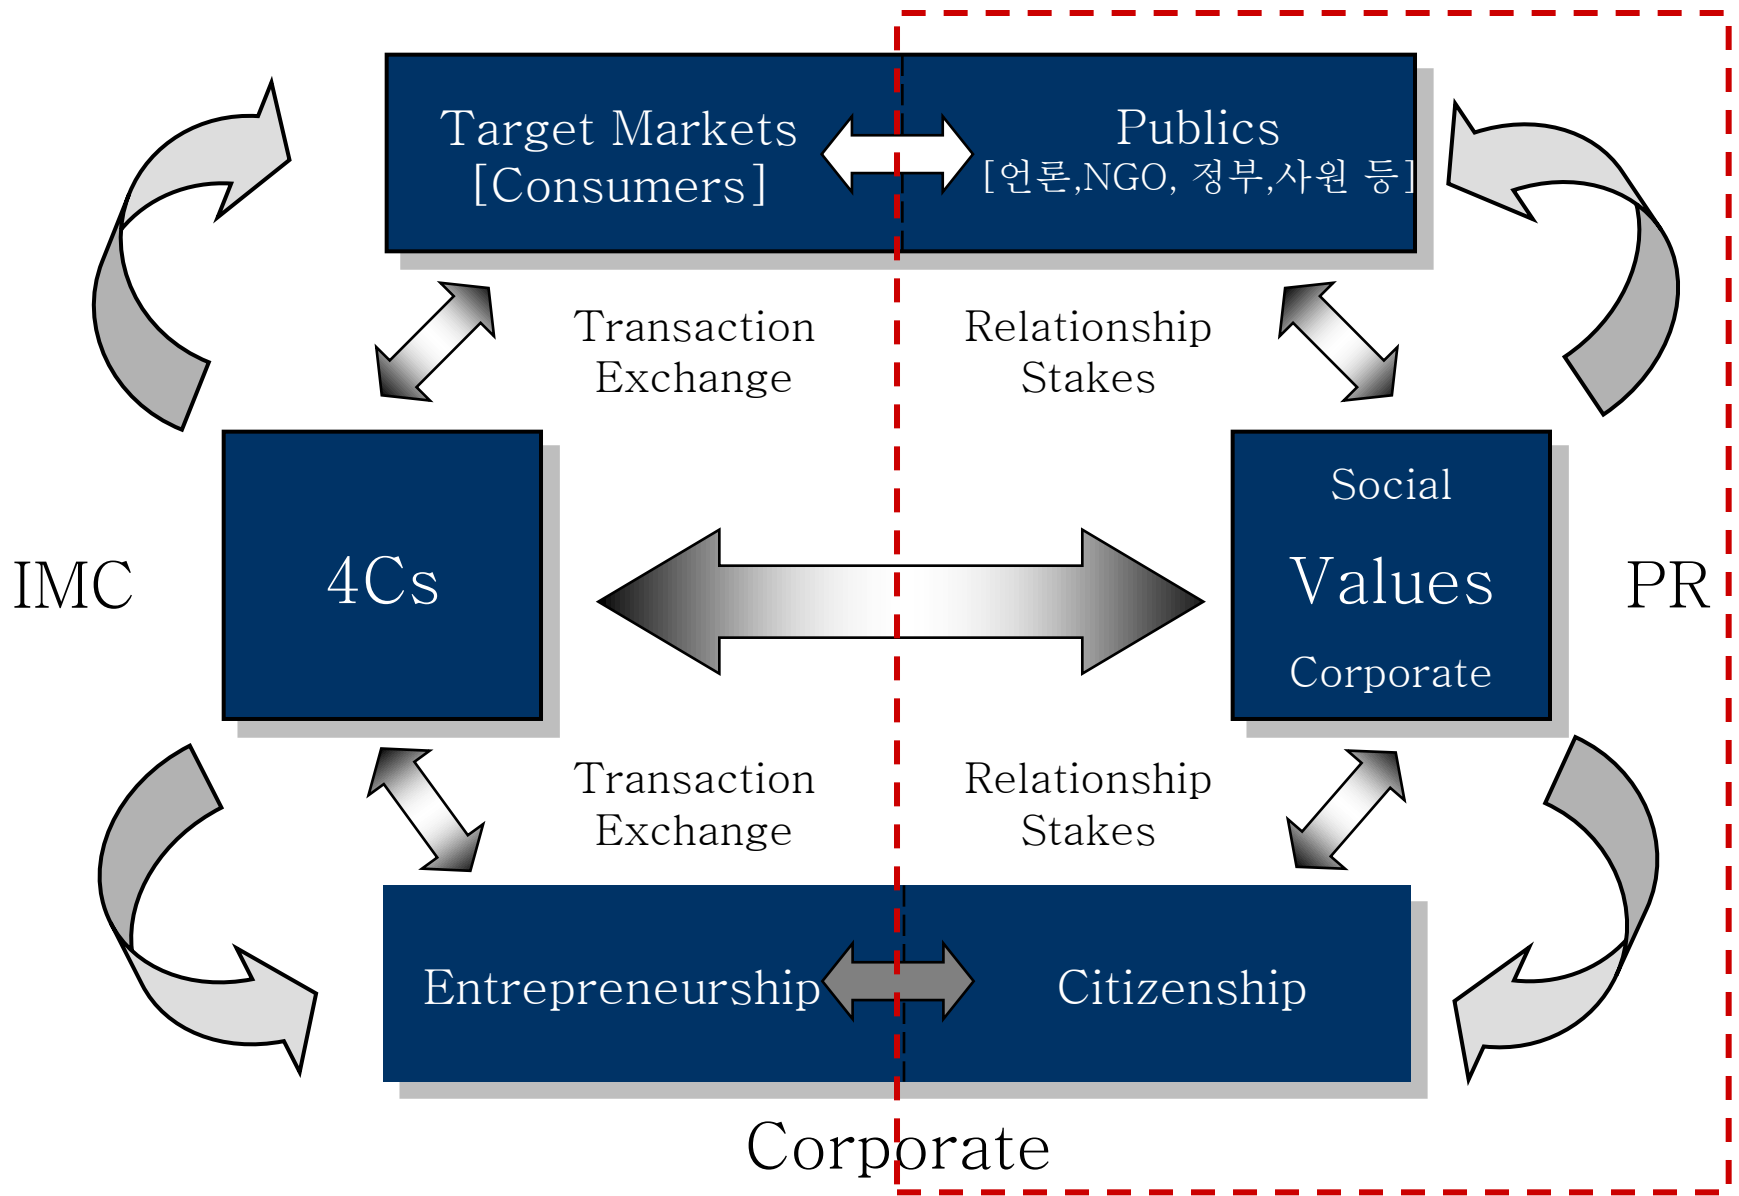 Target Markets
[Consumers]
Publics
[언론,NGO, 정부,사원 등]
Transaction
Exchange
Relationship
Stakes
IMC
4Cs
Social
Values
Corporate
PR
Transaction
Exchange
Relationship
Stakes
Entrepreneurship
Citizenship
Corporate